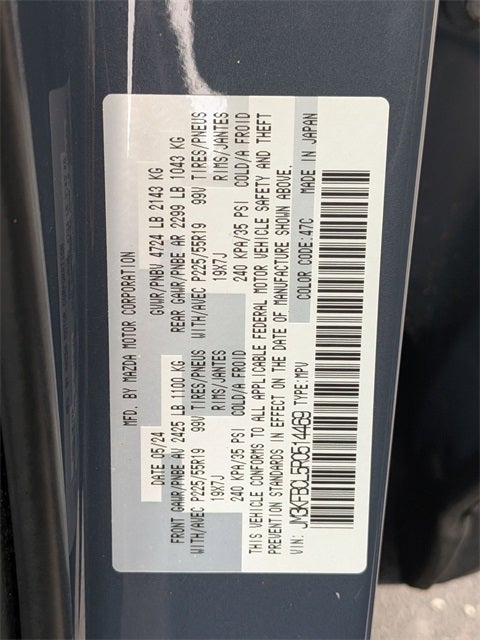 MFD. BY MAZDA MOTOR CORPORATION
DATE 05/24 GVWR/PNBV 4724 LB 2143 KG
FRONT GAWR/PNBE AV 2425 LB 1100 KG REAR GAWR/PNBE AR 2299 LB 1043 KG
WITH/AVEC P225/55R19 99V TIRES/PNEUS WITH/AVEC P225/55R19 99V TIRES/PNEUS
19X7J RIMS/JANTES 19X7J RIMS/JANTES
240 KPA/35 PSI COLD/A FROID 240 KPA/35 PSI COLD/A FROID
THIS VEHICLE CONFORMS TO ALL APPLICABLE FEDERAL MOTOR VEHICLE SAFETY AND THEFT
PREVENTION STANDARDS IN EFFECT ON THE DATE OF MANUFACTURE SHOWN ABOVE.
VIN: JM3KFBCL5R0514469 TYPE:MPV COLOR CODE:47C MADE IN JAPAN